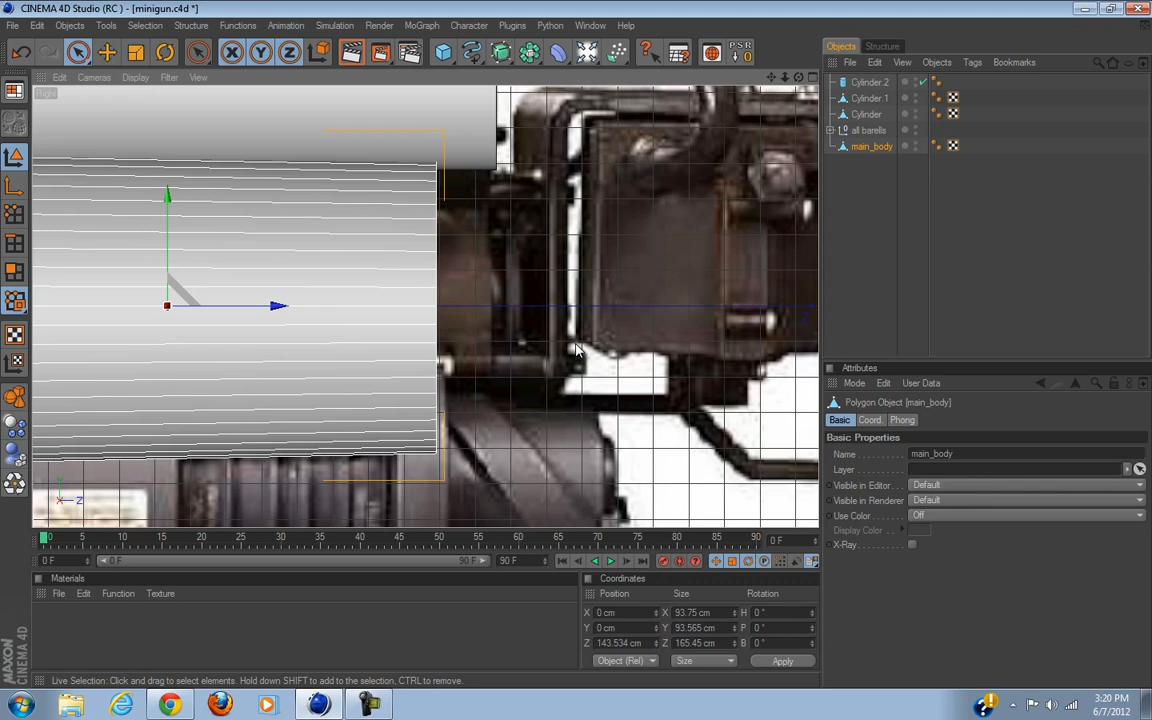 CINEMA 4D Studio (RC ) - [minigun.c4d *]
File Edit Objects Tools Selection Structure Functions Animation Simulation Render MoGraph Character Plugins Python Window Help
X Y Z PSR 0
Objects Structure
File Edit View Objects Tags Bookmarks
Edit Cameras Display Filter View
Right
Cylinder.2
Cylinder.1
Cylinder
all barells
main_body
Attributes
Mode Edit User Data
Polygon Object [main_body]
Basic Coord. Phong
Basic Properties
Name main_body
Layer
Visible in Editor Default
Visible in Renderer Default
Use Color Off
Display Color
X-Ray
Y
X Z
Z
0 5 10 15 20 25 30 35 40 45 50 55 60 65 70 75 80 85 90 0 F
0 F 0 F 90 F 90 F
Materials
File Edit Function Texture
Coordinates
Position Size Rotation
X 0 cm X 93.75 cm H 0 °
Y 0 cm Y 93.565 cm P 0 °
Z 143.534 cm Z 165.45 cm B 0 °
Object (Rel) Size Apply
MAXON CINEMA 4D
Live Selection: Click and drag to select elements. Hold down SHIFT to add to the selection, CTRL to remove.
3:20 PM
6/7/2012